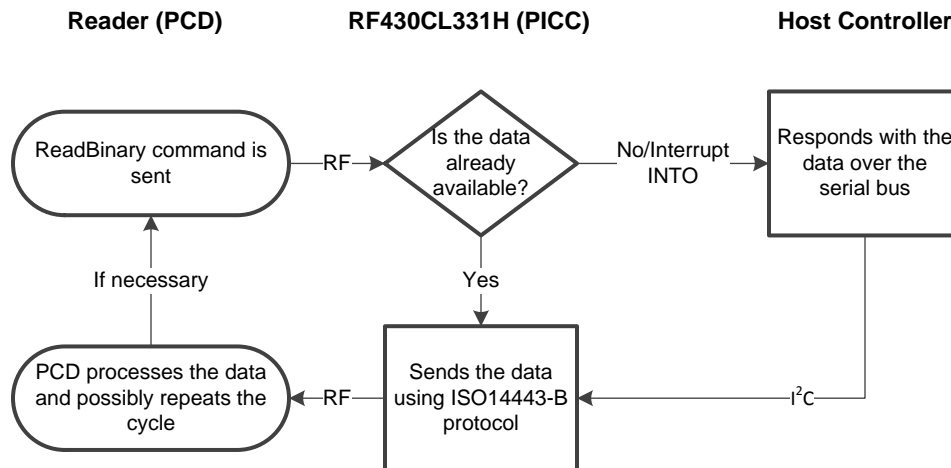 Reader (PCD)
RF430CL331H (PICC)
Host Controller
ReadBinary command is
sent
RF
Is the data
already
available?
No/Interrupt
INTO
Responds with the
data over the
serial bus
If necessary
Yes
PCD processes the data
and possibly repeats the
cycle
RF
Sends the data
using ISO14443-B
protocol
I²C